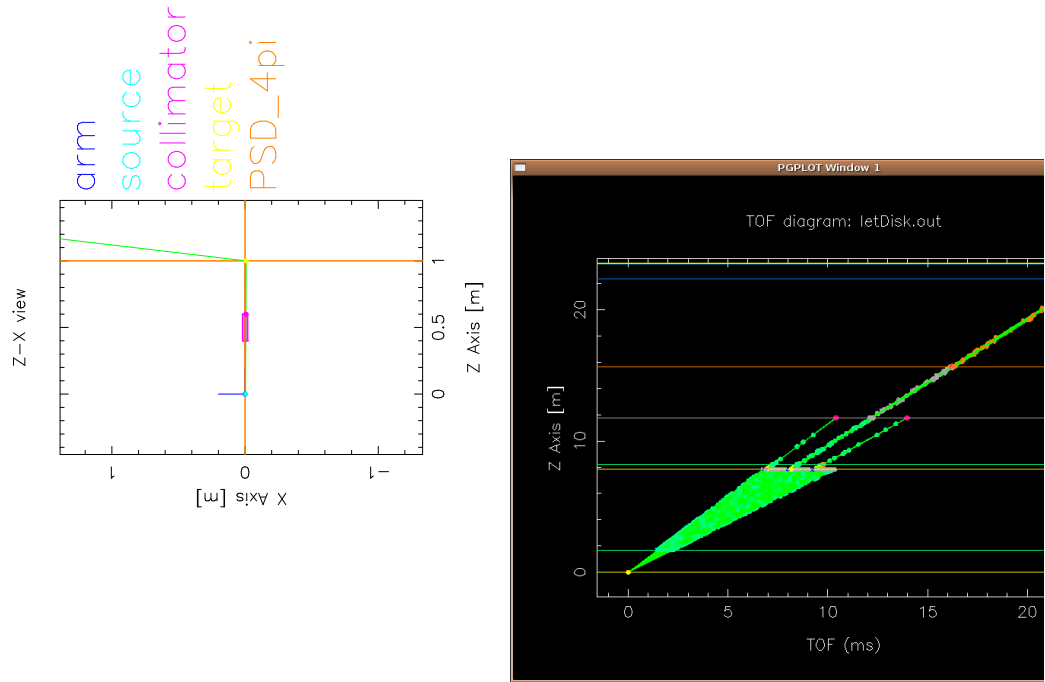 arm
source
collimator
target
PSD_4pi
Z-X view
1
0.5
0
Z Axis [m]
1
0
-1
X Axis [m]
PGPLOT Window 1
TOF diagram: letDisk.out
20
10
0
Z Axis [m]
0
5
10
15
20
TOF (ms)